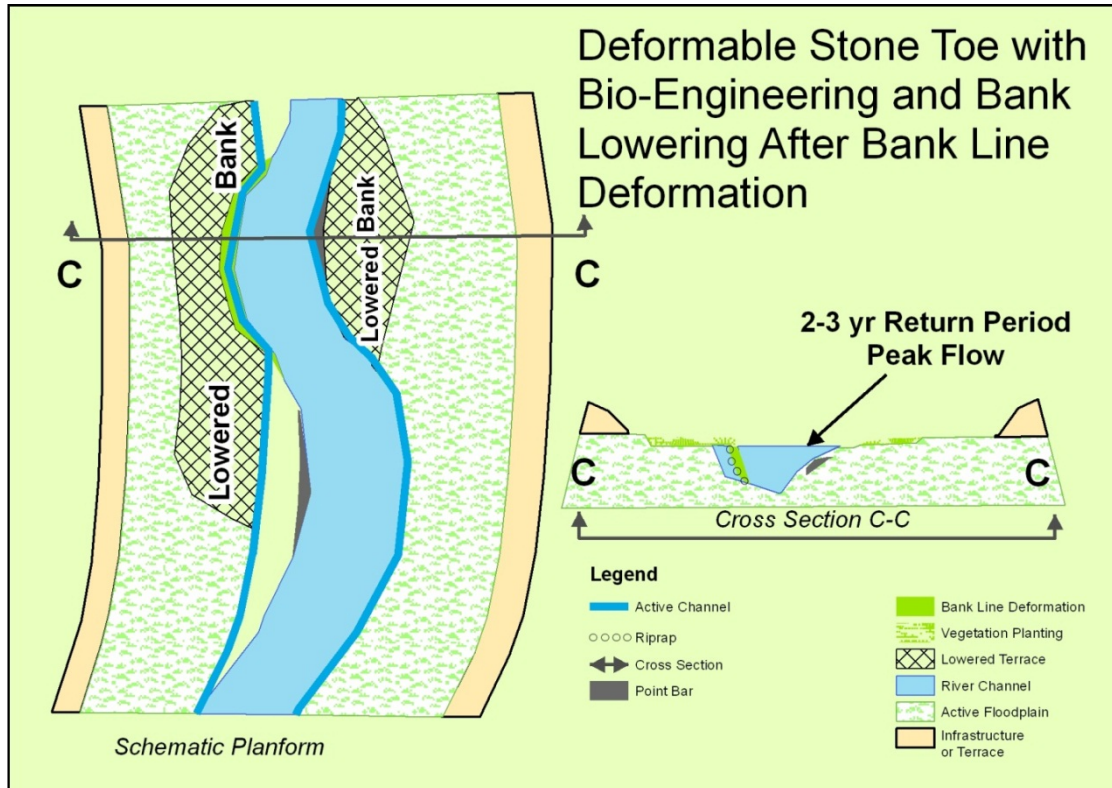 Deformable Stone Toe with
Bio-Engineering and Bank
Lowering After Bank Line
Deformation
Bank
Lowered
Lowered Bank
C
C
2-3 yr Return Period
Peak Flow
C
C
Cross Section C-C
Schematic Planform
Legend
Active Channel
Riprap
Cross Section
Point Bar
Bank Line Deformation
Vegetation Planting
Lowered Terrace
River Channel
Active Floodplain
Infrastructure
or Terrace